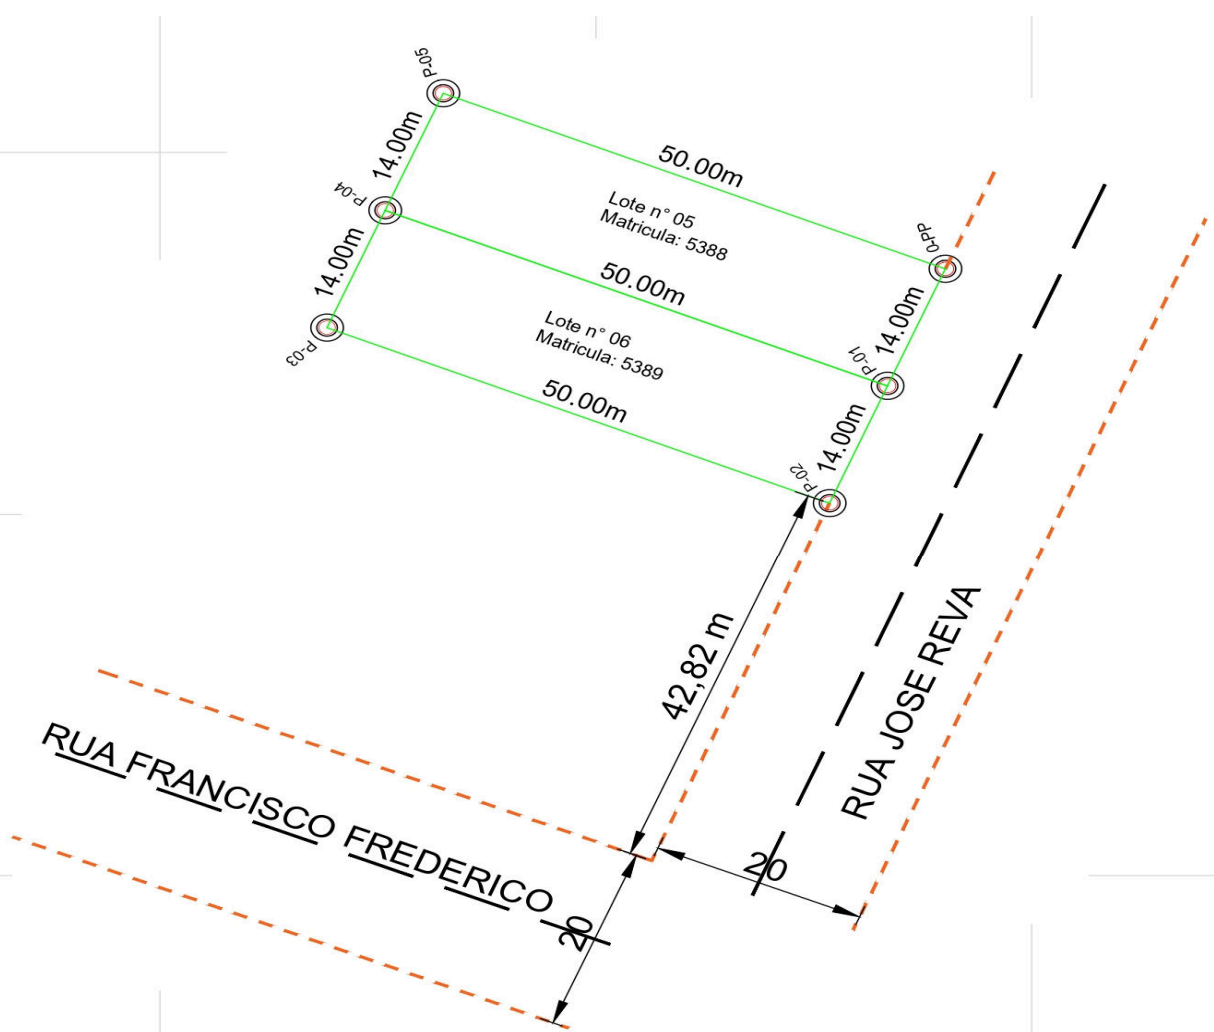 P-05
14.00m
50.00m
P-04
Lote n° 05
Matricula: 5388
0-PP
14.00m
50.00m
14.00m
Lote n° 06
Matricula: 5389
P-03
P-01
50.00m
14.00m
P-02
42,82 m
RUA JOSE REVA
RUA FRANCISCO FREDERICO
20
20